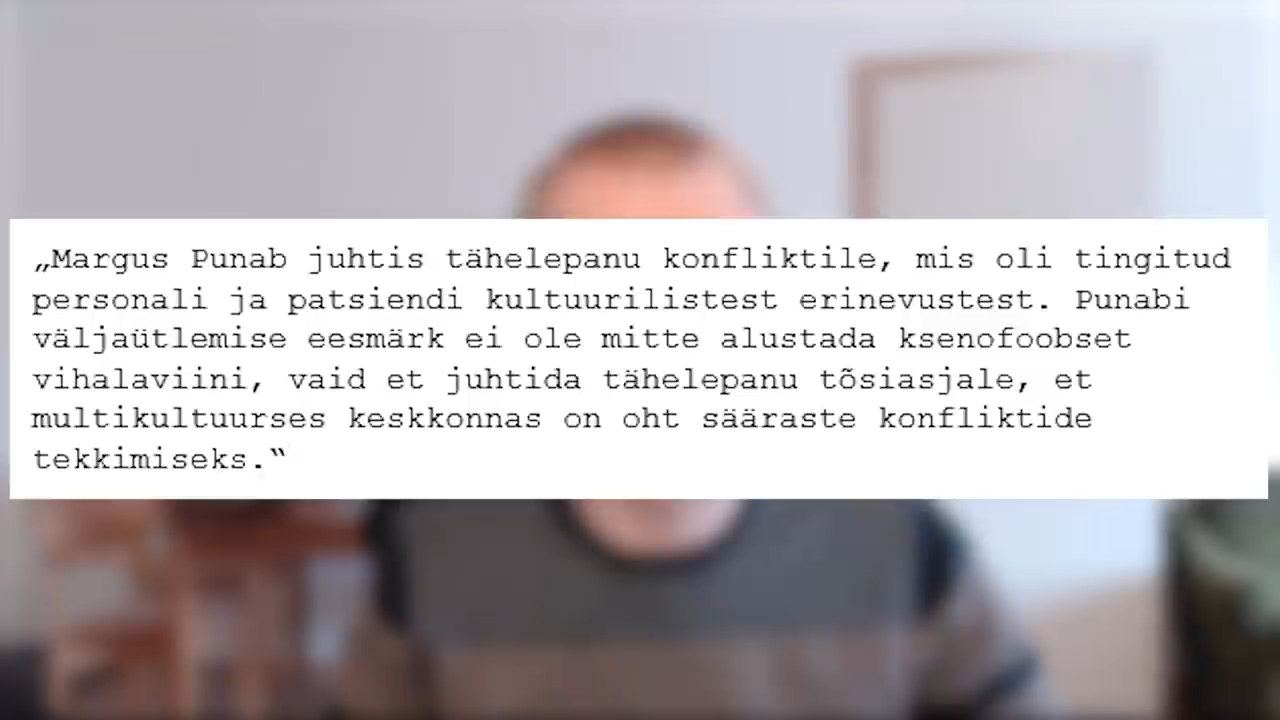 „Margus Punab juhtis tähelepanu konfliktile, mis oli tingitud
personali ja patsiendi kultuurilistest erinevustest. Punabi
väljaütlemise eesmärk ei ole mitte alustada ksenofoobset
vihalaviini, vaid et juhtida tähelepanu tõsiasjale, et
multikultuurses keskkonnas on oht sääraste konfliktide
tekkimiseks.“